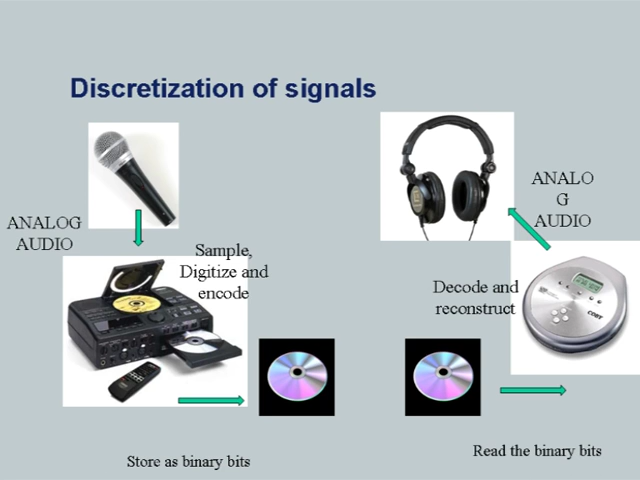 Discretization of signals
ANALOG
AUDIO
Sample,
Digitize and
encode
Store as binary bits
ANALO
G
AUDIO
Decode and
reconstruct
COBY
Read the binary bits